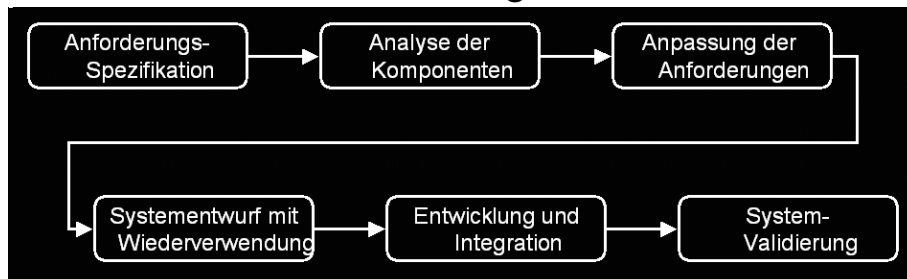 Anforderungs-
Spezifikation
Analyse der
Komponenten
Anpassung der
Anforderungen
Systementwurf mit
Wiederverwendung
Entwicklung und
Integration
System-
Validierung